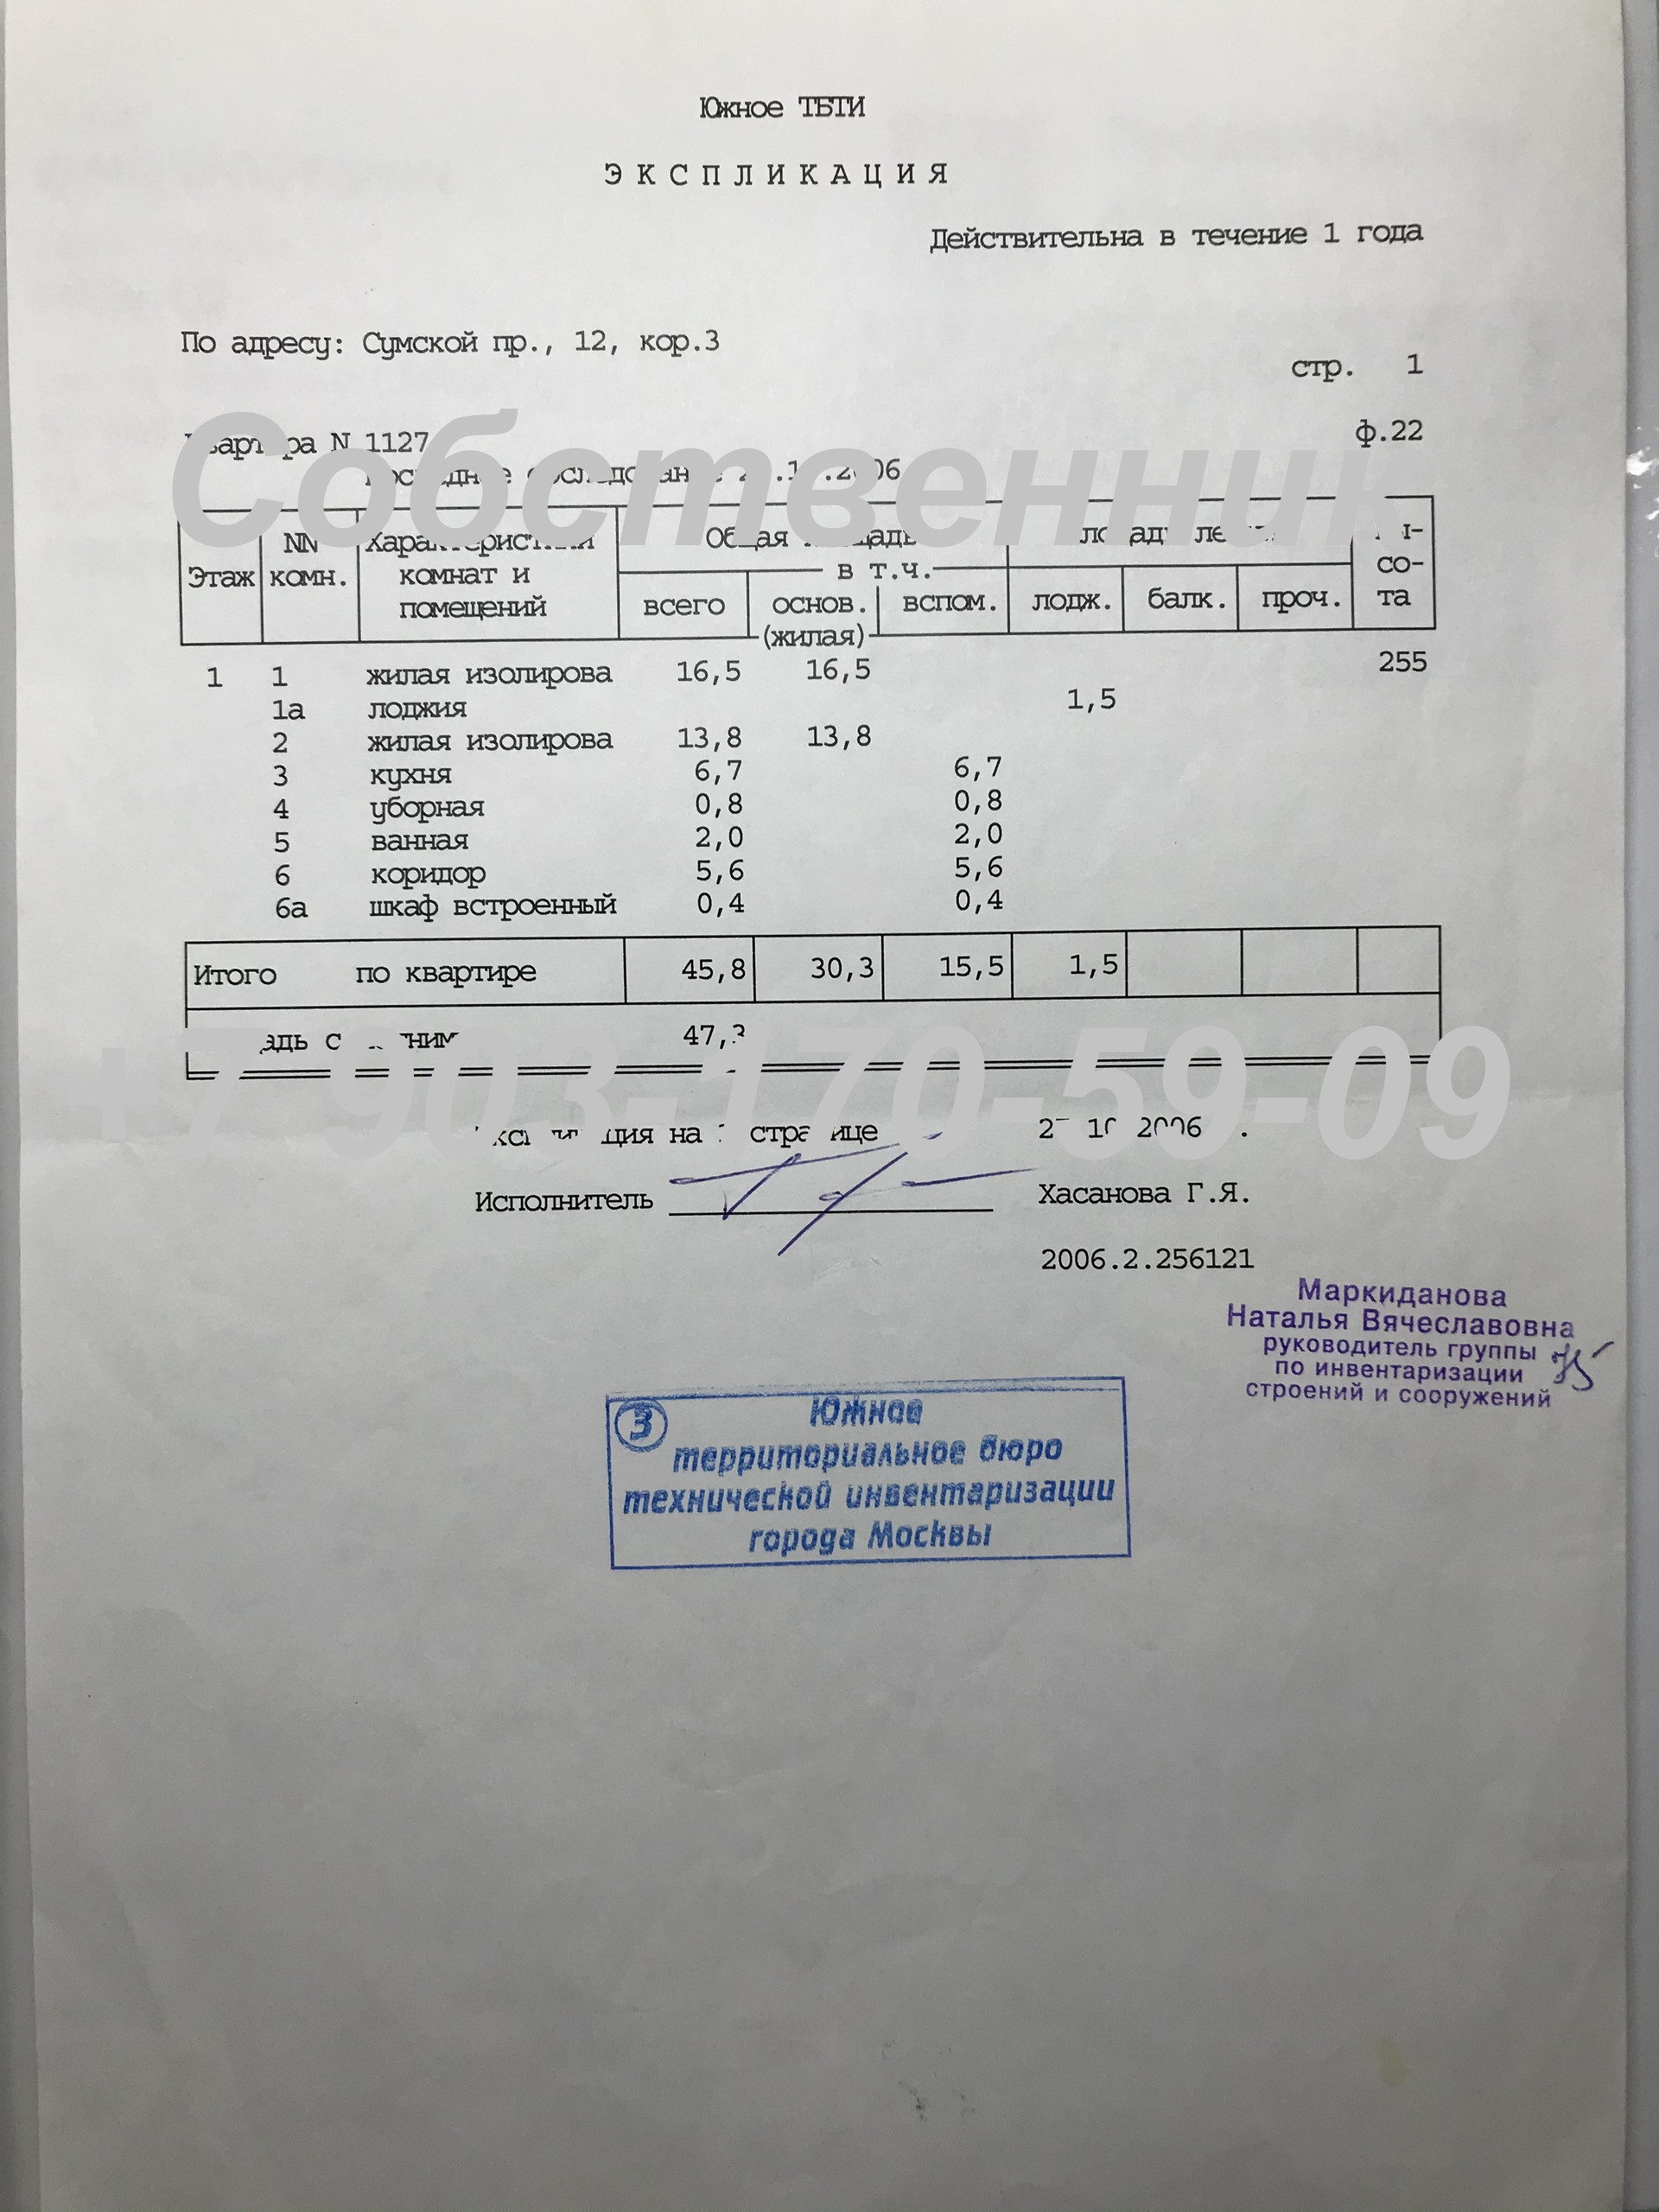 Южное ТБТИ
ЭКСПЛИКАЦИЯ
Действительна в течение 1 года
По адресу: Сумской пр., 12, кор.3
стр. 1
N 1127
ф.22
Собственник
Этаж NN комн. комнат и помещений
Общая
в т.ч.
всего основ. (жилая) вспом. лодж. балк. проч.
1 1 жилая изолирова 16,5 16,5 255
1а лоджия 1,5
2 жилая изолирова 13,8 13,8
3 кухня 6,7 6,7
4 уборная 0,8 0,8
5 ванная 2,0 2,0
6 коридор 5,6 5,6
6а шкаф встроенный 0,4 0,4
Итого по квартире 45,8 30,3 15,5 1,5
47,3
+7 903-170-59-09
на
Исполнитель Хасанова Г.Я.
2006.2.256121
Маркиданова
Наталья Вячеславовна
руководитель группы
по инвентаризации
строений и сооружений
3 Южное
территориальное бюро
технической инвентаризации
города Москвы